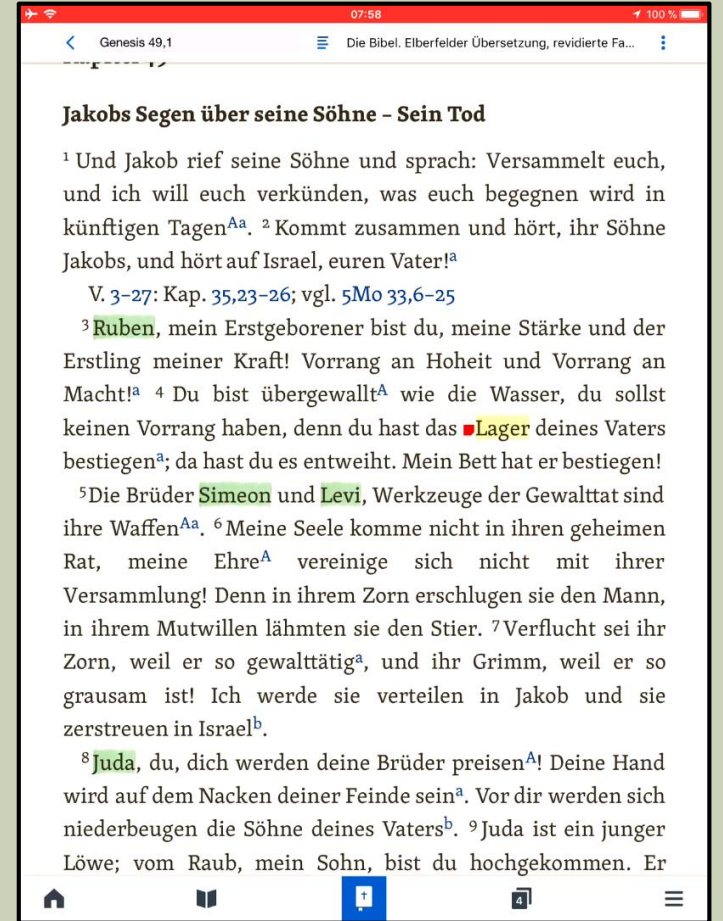 07:58
100 %
Genesis 49,1
Die Bibel. Elberfelder Übersetzung, revidierte Fa...
Jakobs Segen über seine Söhne – Sein Tod
1 Und Jakob rief seine Söhne und sprach: Versammelt euch,
und ich will euch verkünden, was euch begegnen wird in
künftigen TagenAa. 2 Kommt zusammen und hört, ihr Söhne
Jakobs, und hört auf Israel, euren Vater!a
V. 3–27: Kap. 35,23–26; vgl. 5Mo 33,6–25
3 Ruben, mein Erstgeborener bist du, meine Stärke und der
Erstling meiner Kraft! Vorrang an Hoheit und Vorrang an
Macht!a 4 Du bist übergewalltA wie die Wasser, du sollst
keinen Vorrang haben, denn du hast das Lager deines Vaters
bestiegena; da hast du es entweiht. Mein Bett hat er bestiegen!
5 Die Brüder Simeon und Levi, Werkzeuge der Gewalttat sind
ihre WaffenAa. 6 Meine Seele komme nicht in ihren geheimen
Rat, meine EhreA vereinige sich nicht mit ihrer
Versammlung! Denn in ihrem Zorn erschlugen sie den Mann,
in ihrem Mutwillen lähmten sie den Stier. 7 Verflucht sei ihr
Zorn, weil er so gewalttätiga, und ihr Grimm, weil er so
grausam ist! Ich werde sie verteilen in Jakob und sie
zerstreuen in Israelb.
8 Juda, du, dich werden deine Brüder preisenA! Deine Hand
wird auf dem Nacken deiner Feinde seina. Vor dir werden sich
niederbeugen die Söhne deines Vatersb. 9 Juda ist ein junger
Löwe; vom Raub, mein Sohn, bist du hochgekommen. Er
4